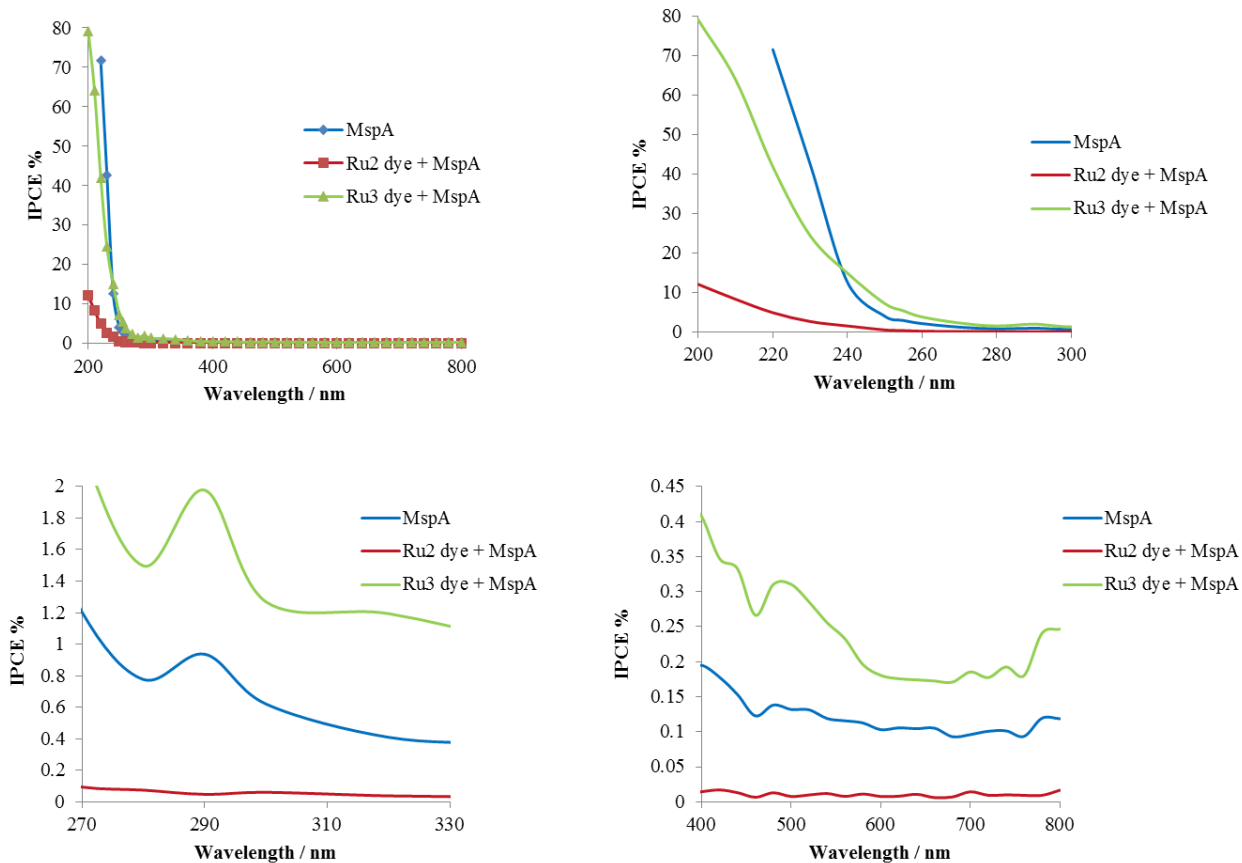 80
70
60
50
40
30
20
10
0
IPCE %
200 400 600 800
Wavelength / nm
MspA
Ru2 dye + MspA
Ru3 dye + MspA
80
70
60
50
40
30
20
10
0
IPCE %
200 220 240 260 280 300
Wavelength / nm
MspA
Ru2 dye + MspA
Ru3 dye + MspA
2
1.8
1.6
1.4
1.2
1
0.8
0.6
0.4
0.2
0
IPCE %
270 290 310 330
Wavelength / nm
MspA
Ru2 dye + MspA
Ru3 dye + MspA
0.45
0.4
0.35
0.3
0.25
0.2
0.15
0.1
0.05
0
IPCE %
400 500 600 700 800
Wavelength / nm
MspA
Ru2 dye + MspA
Ru3 dye + MspA